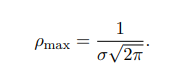 ρ_max = 1 / (σ√(2π)).